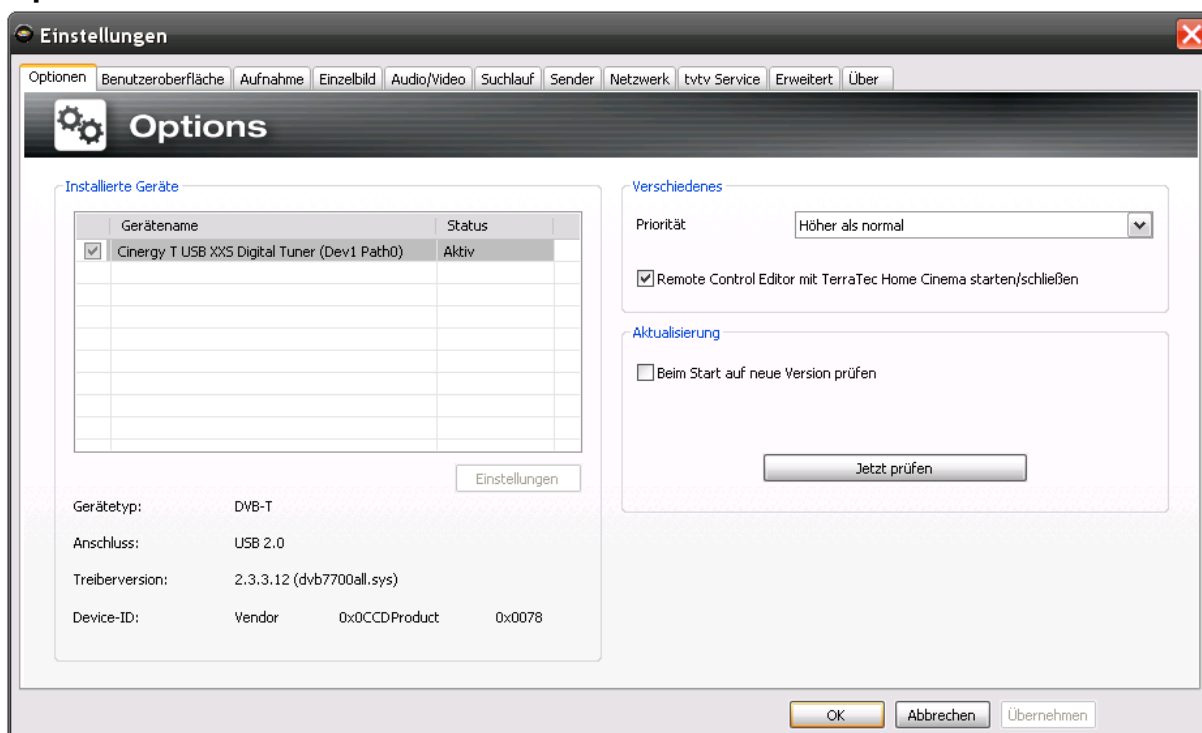 Einstellungen
Optionen Benutzeroberfläche Aufnahme Einzelbild Audio/Video Suchlauf Sender Netzwerk tvtv Service Erweitert Über
Options
Installierte Geräte
Gerätename Status
Cinergy T USB XXS Digital Tuner (Dev1 Path0) Aktiv
Einstellungen
Gerätetyp: DVB-T
Anschluss: USB 2.0
Treiberversion: 2.3.3.12 (dvb7700all.sys)
Device-ID: Vendor 0x0CCDProduct 0x0078
Verschiedenes
Priorität Höher als normal
Remote Control Editor mit TerraTec Home Cinema starten/schließen
Aktualisierung
Beim Start auf neue Version prüfen
Jetzt prüfen
OK Abbrechen Übernehmen